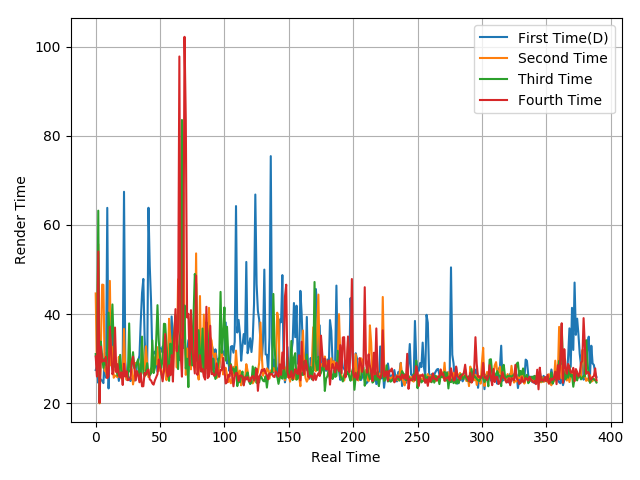 First Time(D)
Second Time
Third Time
Fourth Time
100
80
60
40
20
Render Time
0
50
100
150
200
250
300
350
400
Real Time